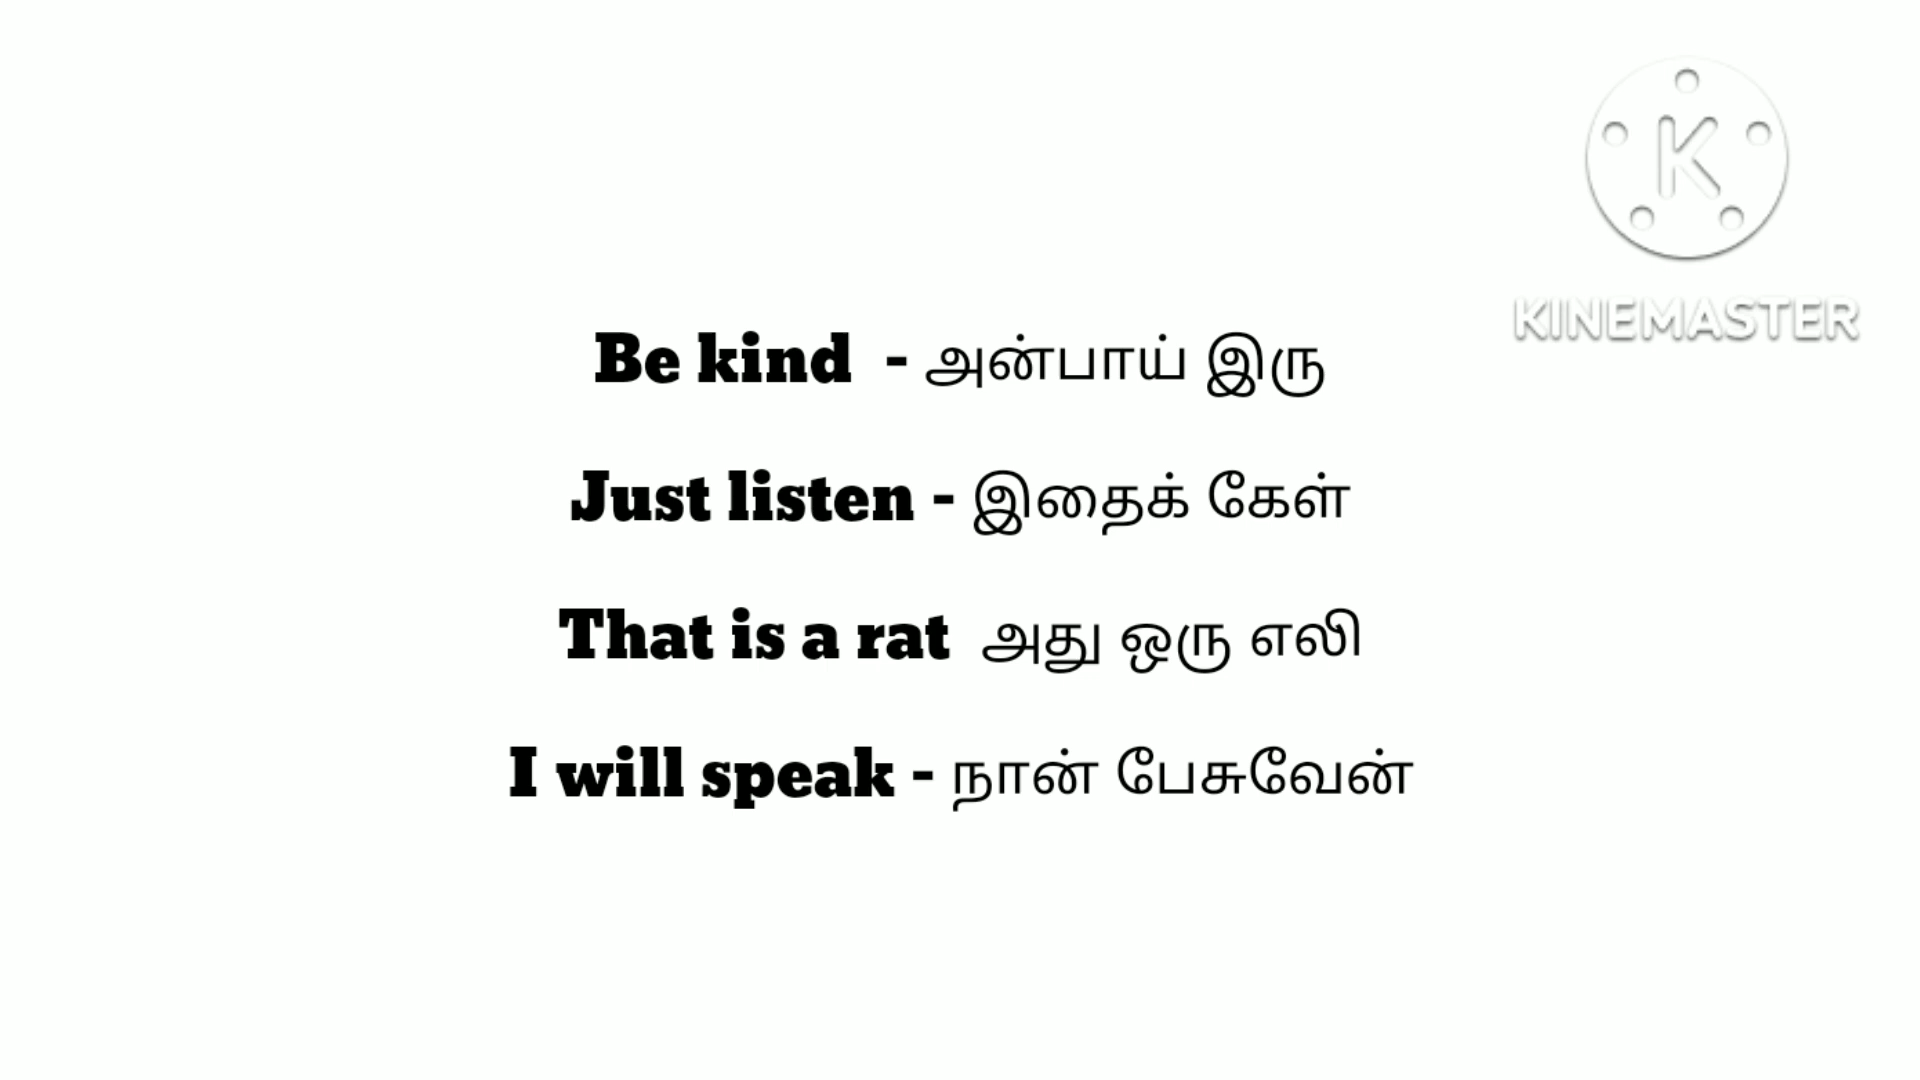 KINEMASTER
Be kind - அன்பாய் இரு
Just listen - இதைக் கேள்
That is a rat அது ஒரு எலி
I will speak - நான் பேசுவேன்